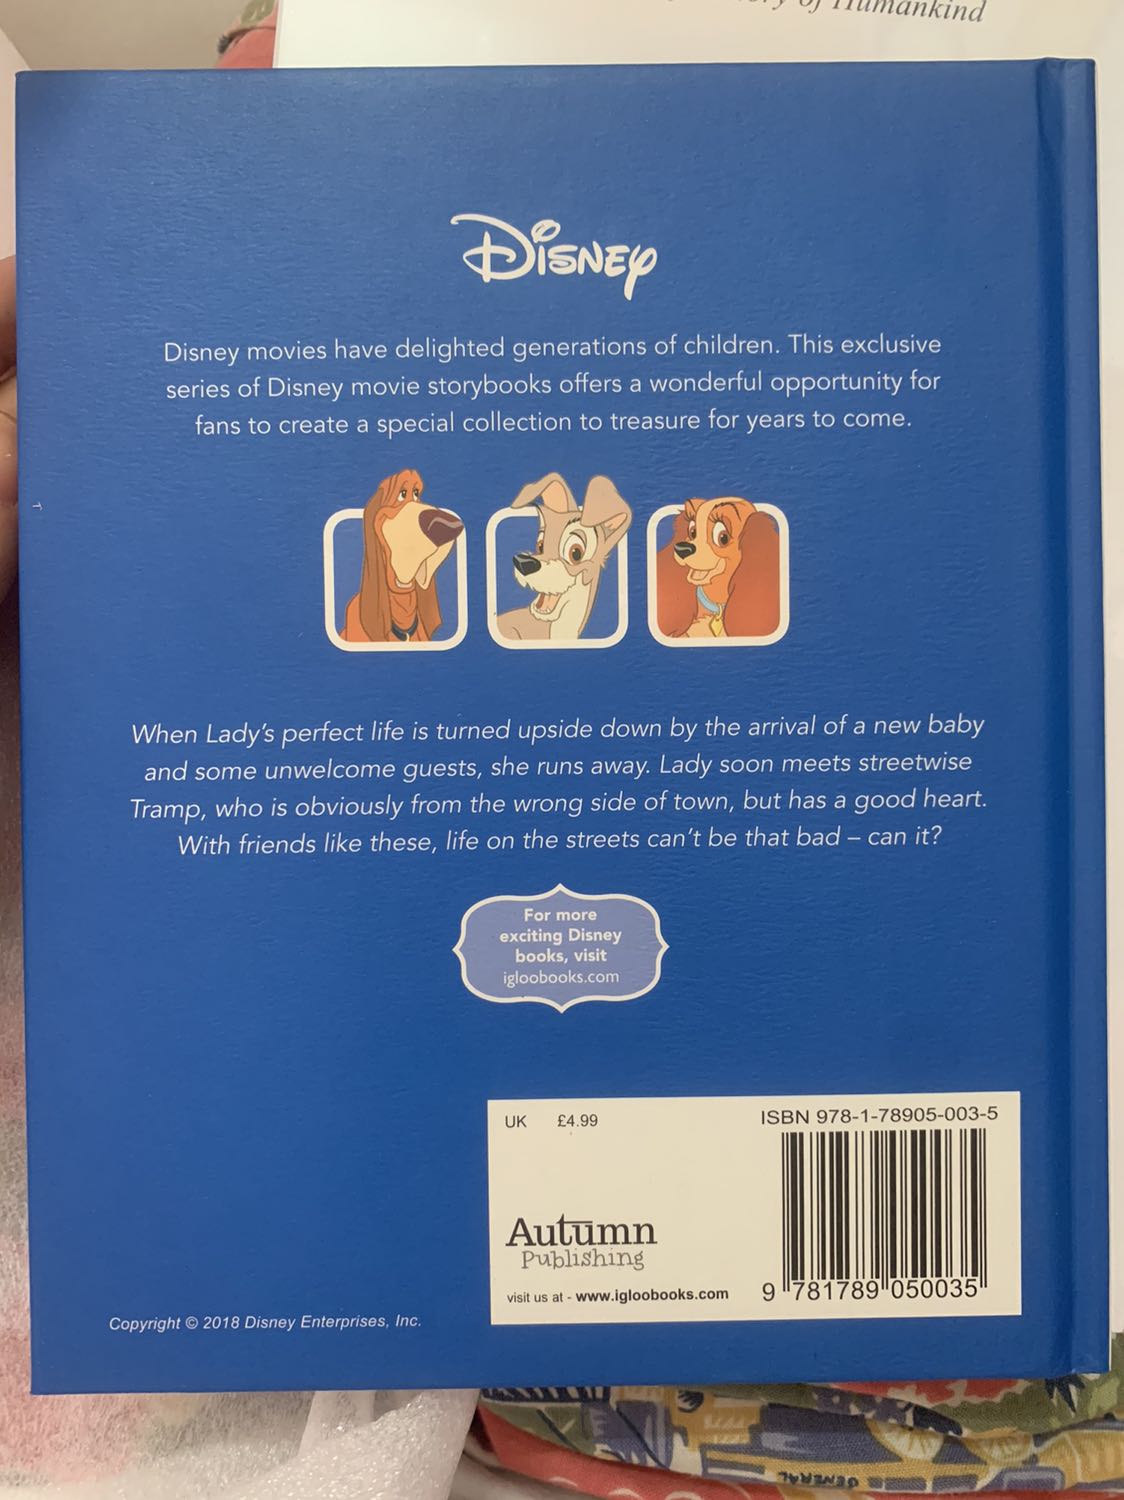 of Humankind
Disney
Disney movies have delighted generations of children. This exclusive
series of Disney movie storybooks offers a wonderful opportunity for
fans to create a special collection to treasure for years to come.
When Lady's perfect life is turned upside down by the arrival of a new baby
and some unwelcome guests, she runs away. Lady soon meets streetwise
Tramp, who is obviously from the wrong side of town, but has a good heart.
With friends like these, life on the streets can't be that bad – can it?
For more
exciting Disney
books, visit
igloobooks.com
UK £4.99
ISBN 978-1-78905-003-5
Autumn
Publishing
visit us at - www.igloobooks.com
9 781789 050035
Copyright © 2018 Disney Enterprises, Inc.
GENERAL